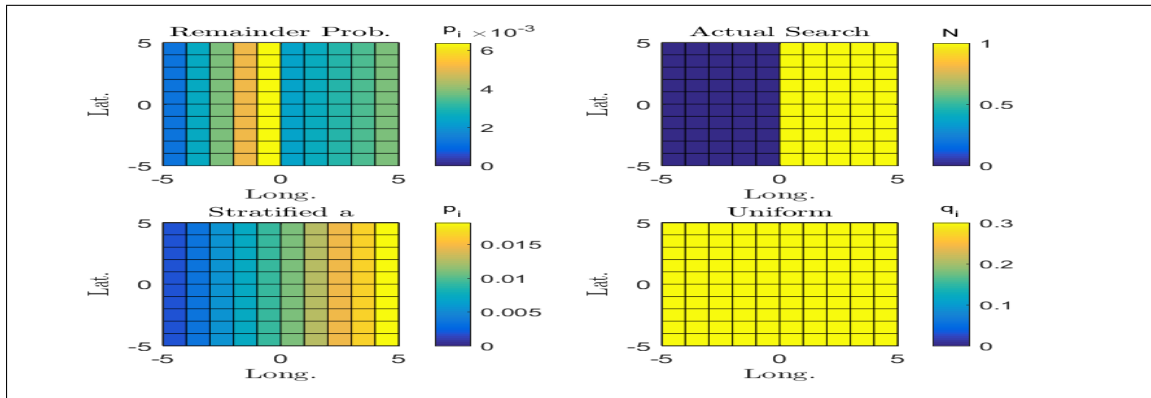 Remainder Prob.
p_i × 10^-3
5
0
-5
Lat.
-5 0 5
Long.
6
4
2
0
Actual Search
N
5
0
-5
Lat.
-5 0 5
Long.
1
0.5
0
Stratified a
p_i
5
0
-5
Lat.
-5 0 5
Long.
0.015
0.01
0.005
0
Uniform
q_i
5
0
-5
Lat.
-5 0 5
Long.
0.3
0.2
0.1
0